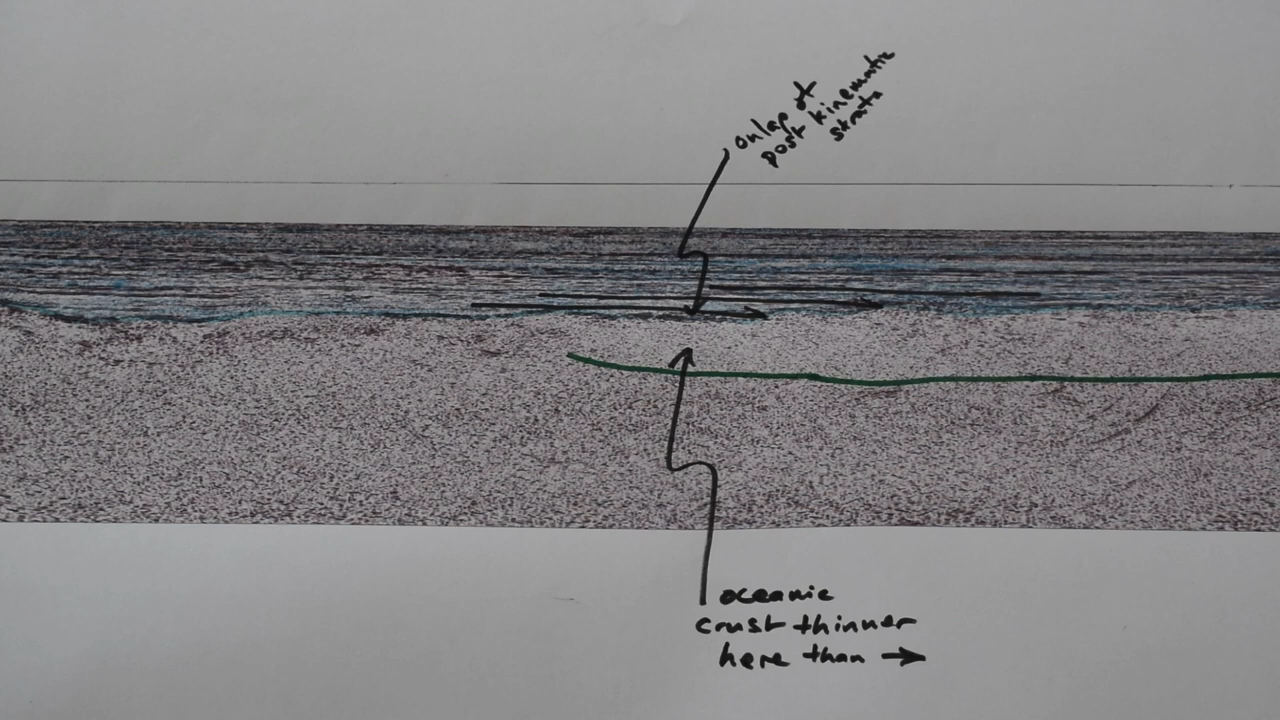 onlap of
post kinematic
strata
oceanic
crust thinner
here than →